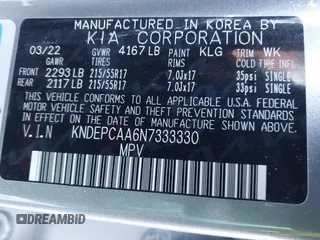 MANUFACTURED IN KOREA BY
KIA CORPORATION
03/22 GVWR 4167 LB PAINT KLG TRIM WK
FRONT 2293 LB TIRES 215/55R17 RIMS 7.0JX17 COLD 35psi SINGLE
REAR 2117 LB 215/55R17 7.0JX17 33psi SINGLE
THIS VEHICLE CONFORMS TO ALL APPLICABLE FEDERAL
MOTOR VEHICLE SAFETY, BUMPER, AND THEFT PREVENTION STANDARDS
IN EFFECT ON THE DATE OF MANUFACTURE SHOWN ABOVE.
V.I.N KNDEPCAA6N7333330
MPV
DREAMBID